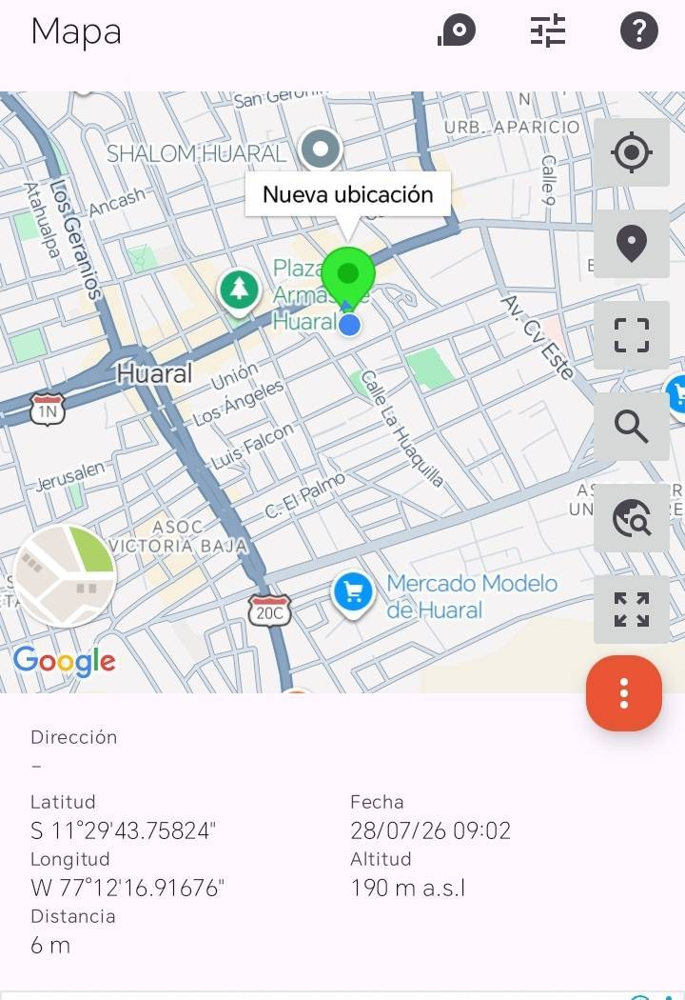 Mapa
San Geróni
N
URB. APARICIO
SHALOM HUARAL
Calle 9
Atahualpa
Los Geranios
Ancash
Nueva ubicación
Plaza
Armas
e
Huaral
Av. Cv Este
Huaral
Unión
Los Ángeles
1N
Calle La Huaquilla
Luis Falcon
Jerusalen
C. El Palmo
ASOC
VICTORIA BAJA
20C
Mercado Modelo
de Huaral
Google
Dirección
–
Latitud
S 11°29'43.75824"
Fecha
28/07/26 09:02
Longitud
W 77°12'16.91676"
Altitud
190 m a.s.l
Distancia
6 m